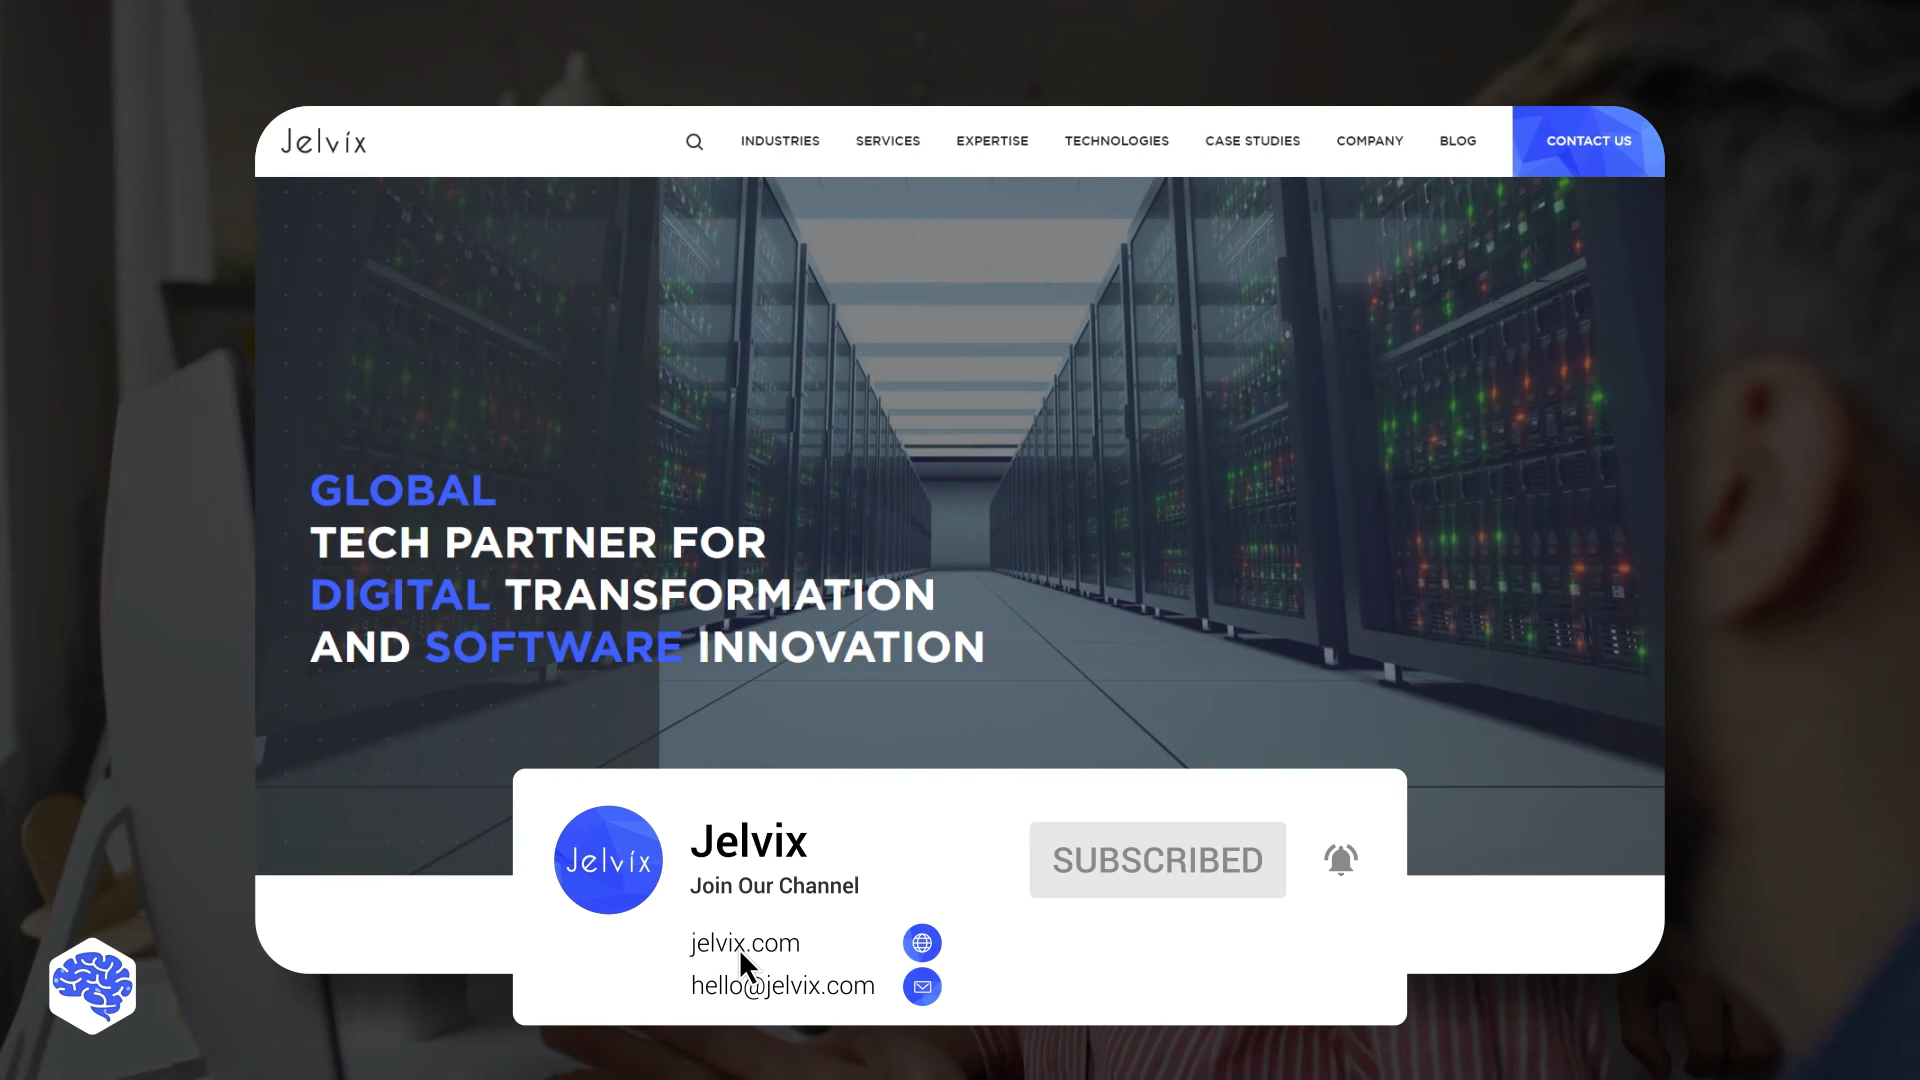 Jelvix
INDUSTRIES
SERVICES
EXPERTISE
TECHNOLOGIES
CASE STUDIES
COMPANY
BLOG
CONTACT US
GLOBAL
TECH PARTNER FOR
DIGITAL TRANSFORMATION
AND SOFTWARE INNOVATION
Jelvix
Jelvix
Join Our Channel
SUBSCRIBED
jelvix.com
hello@jelvix.com